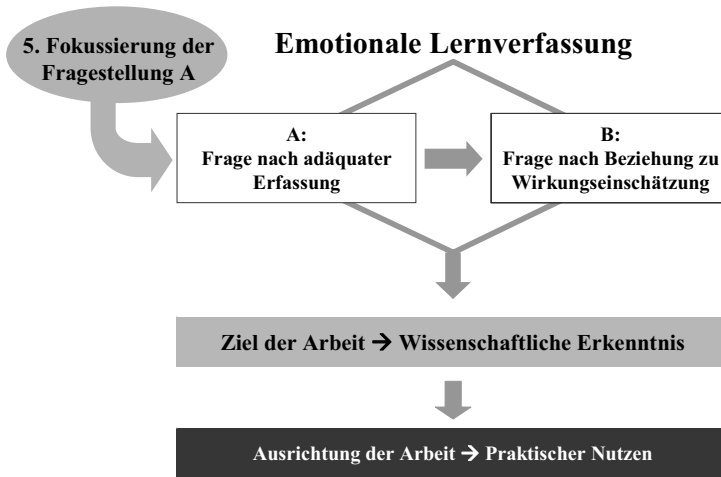 5. Fokussierung der
Fragestellung A
Emotionale Lernverfassung
A:
Frage nach adäquater
Erfassung
B:
Frage nach Beziehung zu
Wirkungseinschätzung
Ziel der Arbeit → Wissenschaftliche Erkenntnis
Ausrichtung der Arbeit → Praktischer Nutzen